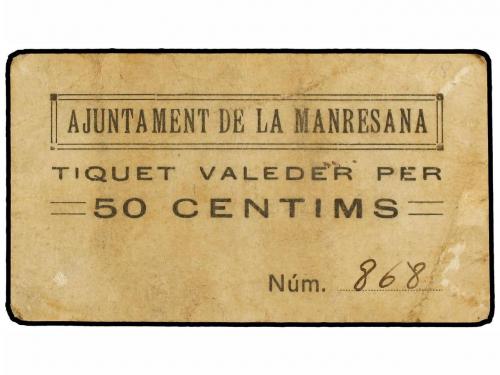 AJUNTAMENT DE LA MANRESANA
TIQUET VALEDER PER
50 CENTIMS
Núm. 868